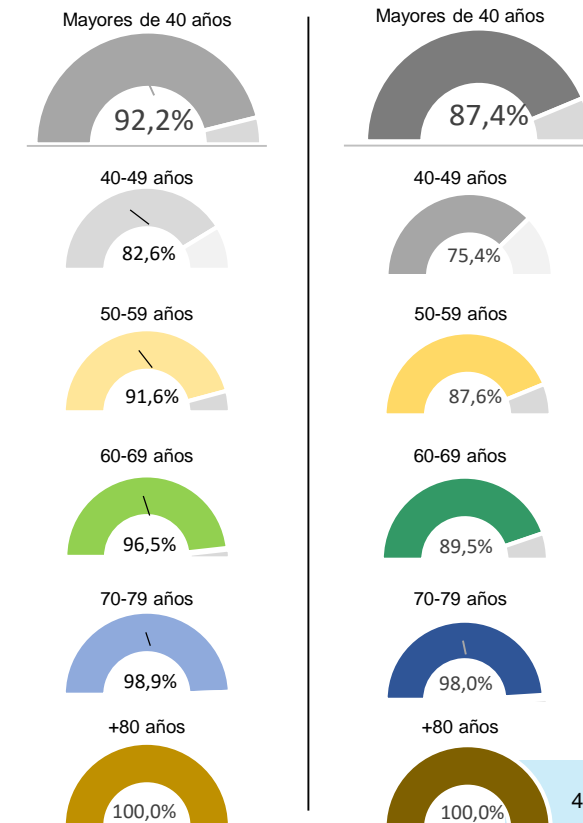 Mayores de 40 años
92,2%
40-49 años
82,6%
50-59 años
91,6%
60-69 años
96,5%
70-79 años
98,9%
+80 años
100,0%
Mayores de 40 años
87,4%
40-49 años
75,4%
50-59 años
87,6%
60-69 años
89,5%
70-79 años
98,0%
+80 años
100,0%
4